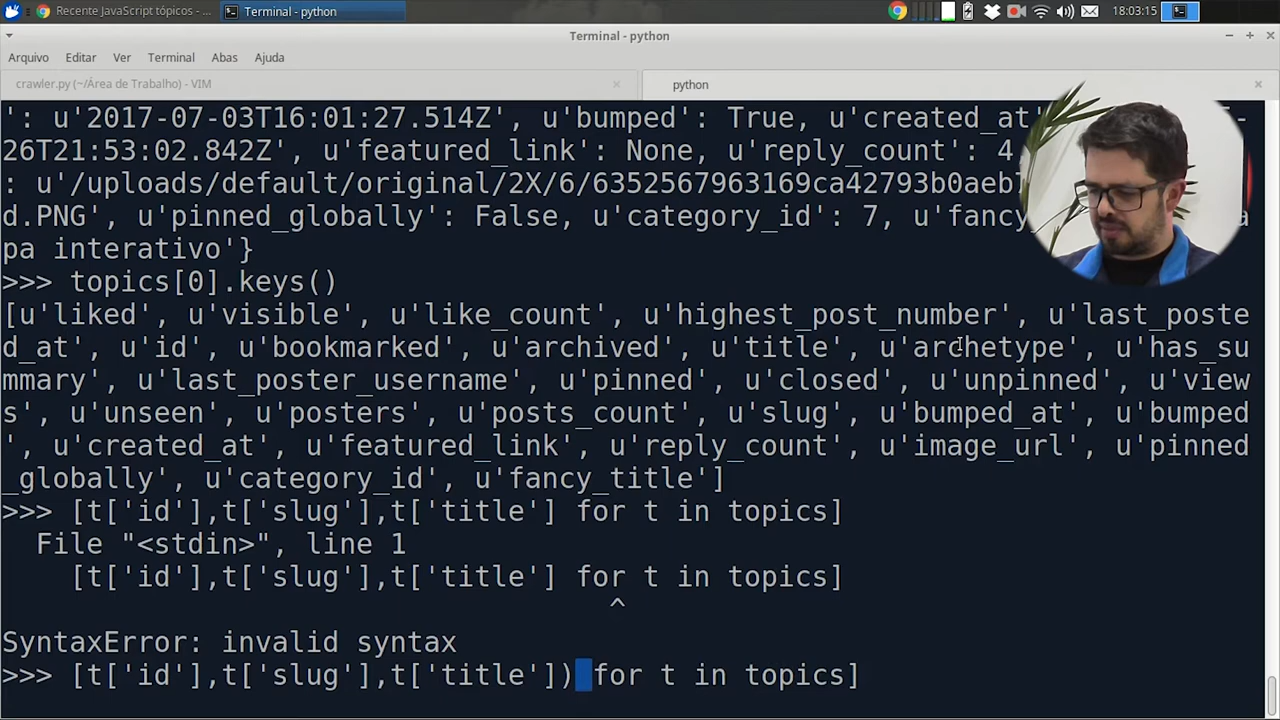 Recente JavaScript tópicos - ...
Terminal - python
18:03:15
Terminal - python
Arquivo Editar Ver Terminal Abas Ajuda
crawler.py (~/Área de Trabalho) - VIM
python
': u'2017-07-03T16:01:27.514Z', u'bumped': True, u'created_at'
26T21:53:02.842Z', u'featured_link': None, u'reply_count': 4
: u'/uploads/default/original/2X/6/6352567963169ca42793b0aeb
d.PNG', u'pinned_globally': False, u'category_id': 7, u'fancy
pa interativo'}
>>> topics[0].keys()
[u'liked', u'visible', u'like_count', u'highest_post_number', u'last_poste
d_at', u'id', u'bookmarked', u'archived', u'title', u'archetype', u'has_su
mmary', u'last_poster_username', u'pinned', u'closed', u'unpinned', u'view
s', u'unseen', u'posters', u'posts_count', u'slug', u'bumped_at', u'bumped
', u'created_at', u'featured_link', u'reply_count', u'image_url', u'pinned
_globally', u'category_id', u'fancy_title']
>>> [t['id'],t['slug'],t['title'] for t in topics]
File "<stdin>", line 1
[t['id'],t['slug'],t['title'] for t in topics]
^
SyntaxError: invalid syntax
>>> [t['id'],t['slug'],t['title']) for t in topics]